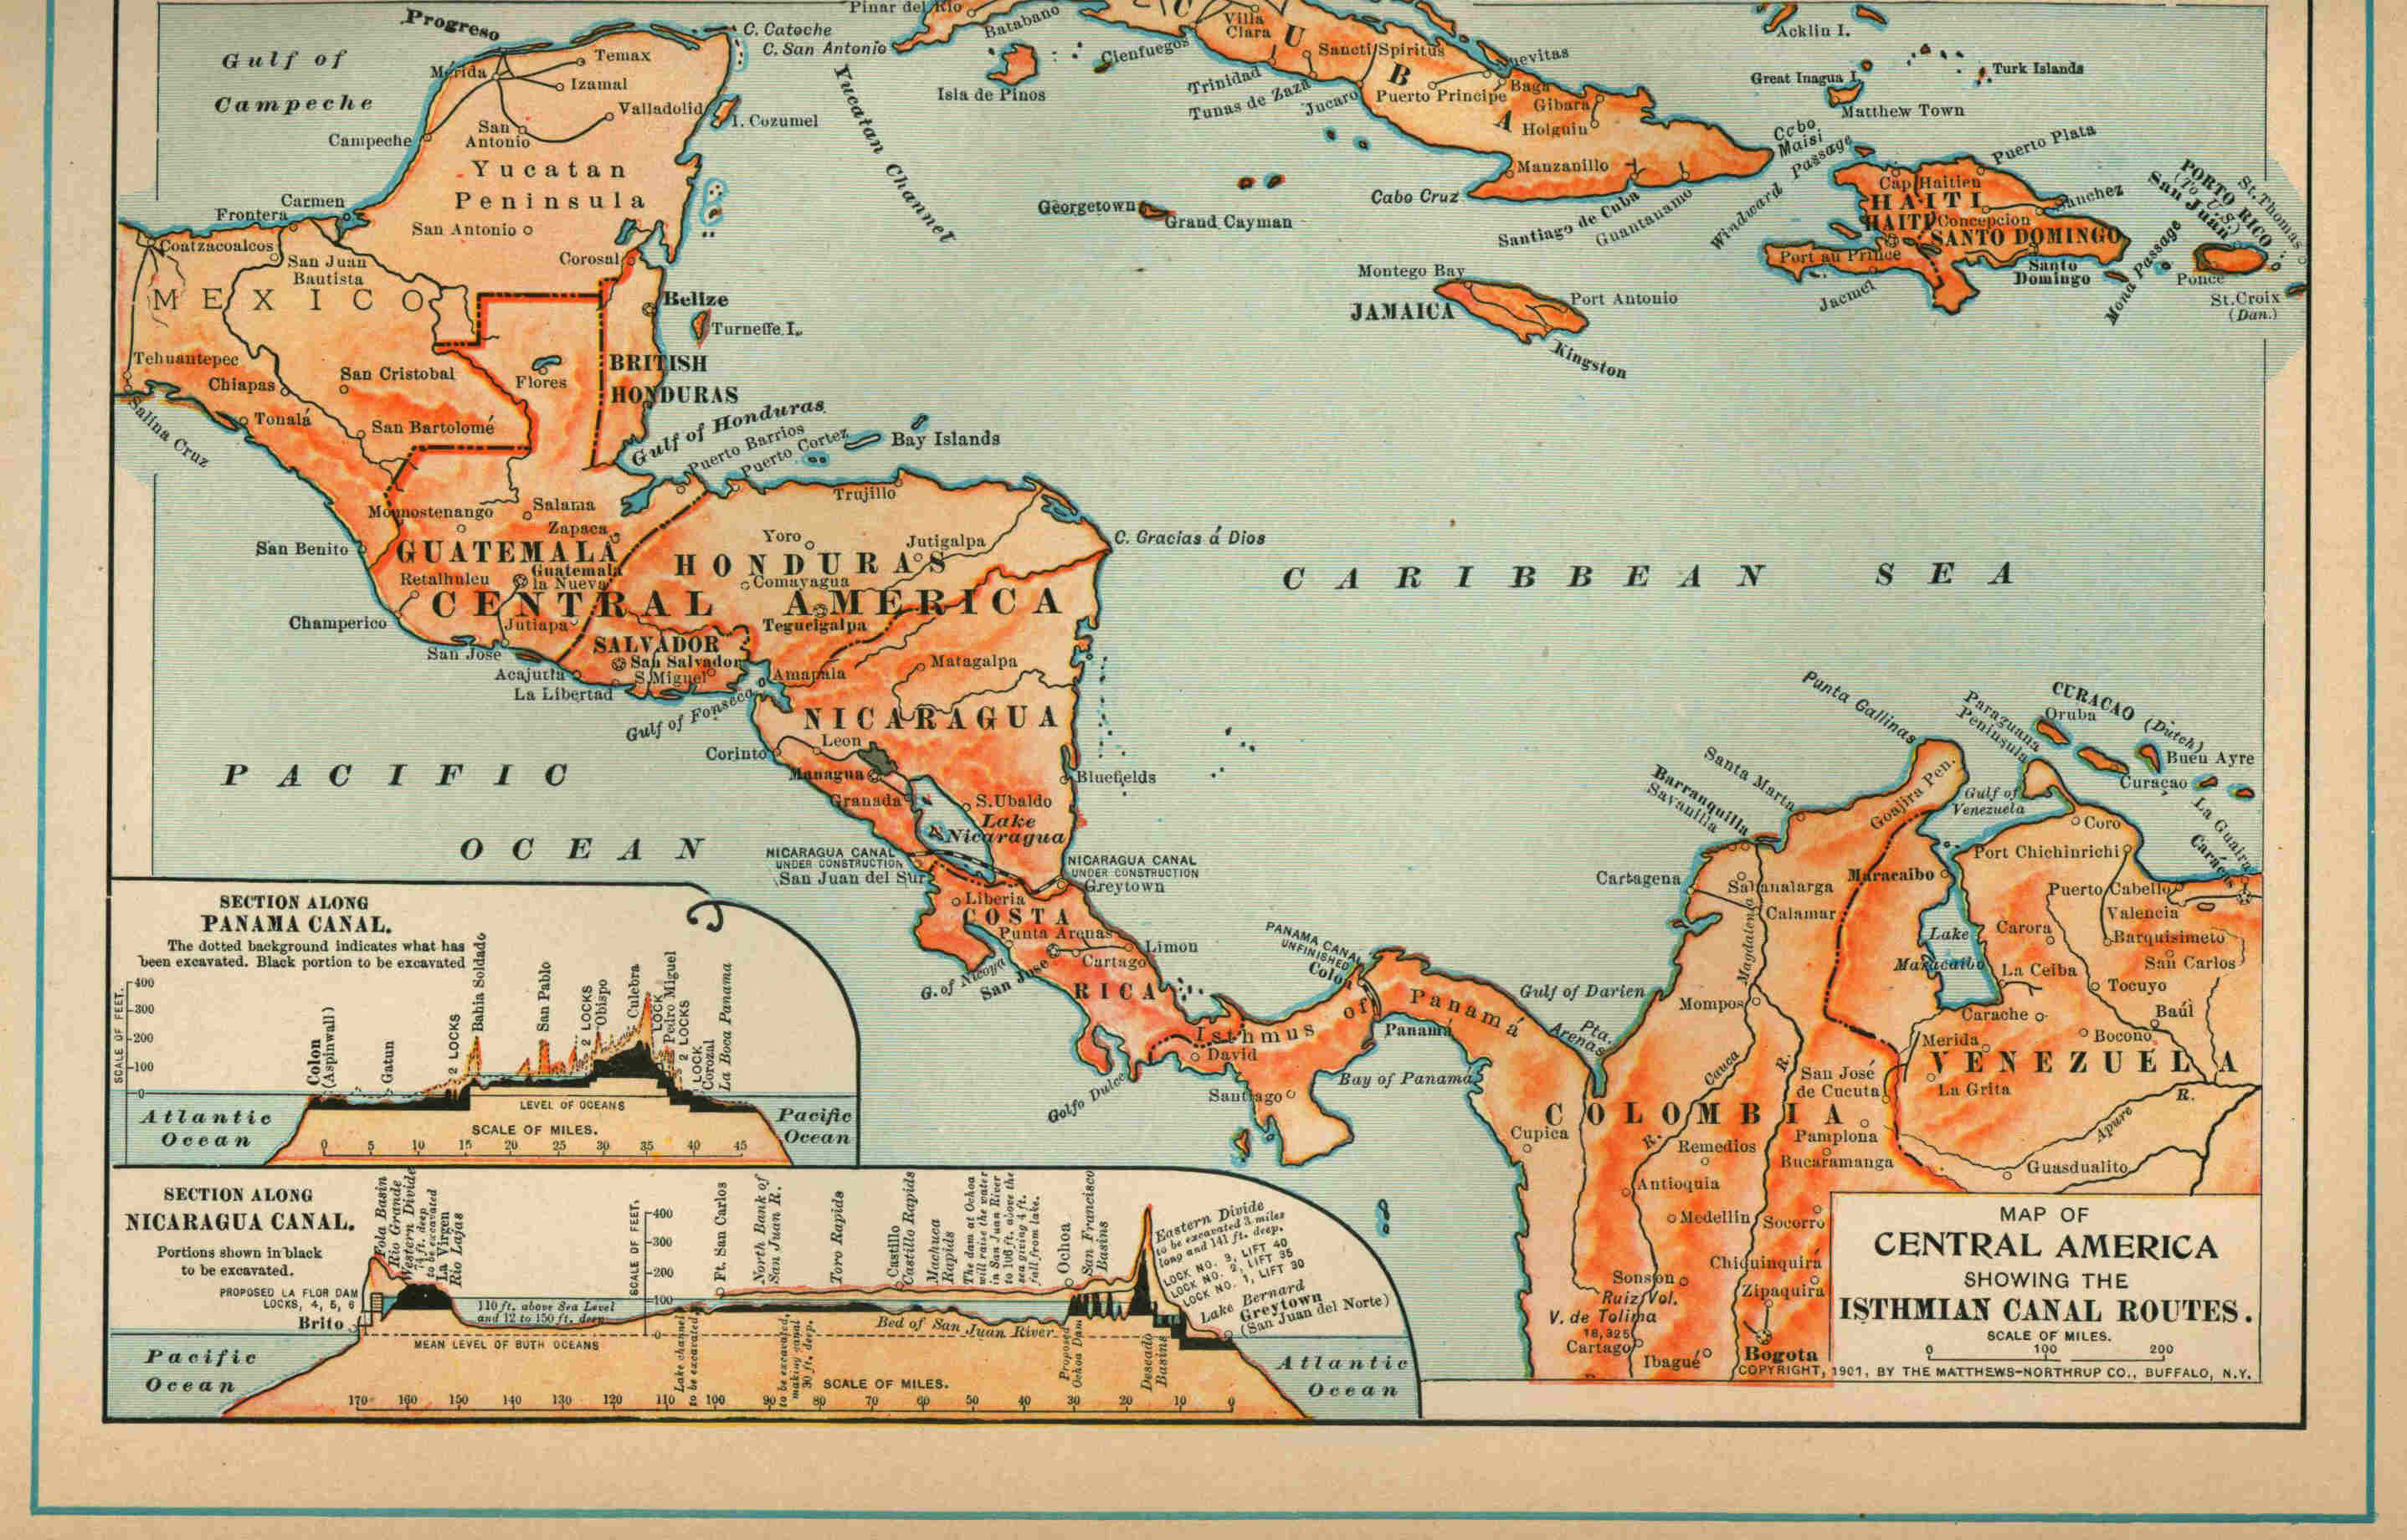 Progreso
Gulf of
Campeche
Mérida
Temax
Izamal
Valladolid
San
Antonio
Campeche
Yucatan
Peninsula
San Antonio
Carmen
Frontera
Coatzacoalcos
San Juan
Bautista
MEXICO
Corosal
C. Catoche
C. San Antonio
I. Cozumel
Yucatan Channel
Pinar del Rio
Batabano
Isla de Pinos
Cienfuegos
Villa
Clara
CUBA
Sancti Spiritus
Trinidad
Tunas de Zaza
Jucaro
Puerto Principe
Nuevitas
Baga
Gibara
Holguin
Manzanillo
Cabo Cruz
Santiago de Cuba
Guantanamo
Cabo
Maisi
Windward Passage
Acklin I.
Great Inagua I.
Matthew Town
Turk Islands
Puerto Plata
Cap Haitien
HAITI
HAITI
Concepcion
Sanchez
SANTO DOMINGO
Port au Prince
Santo
Domingo
Jacmel
Mona Passage
PORTO RICO
(To U.S.)
San Juan
St. Thomas
Ponce
St. Croix
(Dan.)
Georgetown
Grand Cayman
Montego Bay
JAMAICA
Port Antonio
Kingston
Belize
Turneffe I.
BRITISH
HONDURAS
Flores
Tehuantepec
Chiapas
San Cristobal
Tonalá
San Bartolomé
Salina Cruz
Gulf of Honduras
Puerto Barrios
Puerto Cortez
Bay Islands
Trujillo
Salama
Zapaca
San Benito
GUATEMALA
Guatemala
la Nueva
Retalhuleu
Champerico
Jutiapa
San José
Acajutla
La Libertad
SALVADOR
San Salvador
S. Miguel
CENTRAL AMERICA
Yoro
Jutigalpa
HONDURAS
Comayagua
Tegucigalpa
C. Gracias á Dios
Amapala
Gulf of Fonseca
Matagalpa
NICARAGUA
Corinto
Leon
Managua
Granada
S. Ubaldo
Lake
Nicaragua
Bluefields
NICARAGUA CANAL
UNDER CONSTRUCTION
San Juan del Sur
NICARAGUA CANAL
UNDER CONSTRUCTION
Greytown
Liberia
COSTA
RICA
Punta Arenas
Limon
Cartago
San Jose
G. of Nicoya
Golfo Dulce
David
Isthmus of Panamá
PANAMA CANAL
UNFINISHED
Colon
Panamá
Bay of Panama
Santiago
Gulf of Darien
Pta.
Arenas
CARIBBEAN SEA
PACIFIC
OCEAN
Punta Gallinas
Paraguana
Peninsula
CURACAO (Dutch)
Oruba
Buen Ayre
Curaçao
La Guaira
Carácas
Santa Marta
Barranquilla
Savanilla
Goajira Pen.
Gulf of
Venezuela
Coro
Port Chichinrichi
Maracaibo
Puerto Cabello
Valencia
Barquisimeto
San Carlos
Carora
Lake
Maracaibo
La Ceiba
Tocuyo
Baúl
Carache
Bocono
Merida
VENEZUELA
La Grita
Apure R.
Guasdualito
Cartagena
Sabanalarga
Calamar
Magdalena R.
Mompos
Cauca R.
San José
de Cucuta
COLOMBIA
Cupica
Remedios
Pamplona
Bucaramanga
Antioquia
Medellin
Socorro
Chiquinquirá
Sonson
Ruiz Vol.
V. de Tolima
18,325
Zipaquira
Cartago
Ibagué
Bogota
SECTION ALONG
PANAMA CANAL.
The dotted background indicates what has
been excavated. Black portion to be excavated
SCALE OF FEET.
400
300
200
100
0
Colon
(Aspinwall)
Gatun
2 LOCKS
Bahia Soldado
San Pablo
2 LOCKS
Obispo
Culebra
LOCK
Pedro Miguel
2 LOCKS
LOCK
Corozal
La Boca Panama
LEVEL OF OCEANS
Atlantic
Ocean
Pacific
Ocean
SCALE OF MILES.
0 5 10 15 20 25 30 35 40 45
SECTION ALONG
NICARAGUA CANAL.
Portions shown in black
to be excavated.
PROPOSED LA FLOR DAM
LOCKS, 4, 5, 6
Brito
Tola Basin
Rio Grande
Western Divide
74 ft. deep
to be excavated
La Virgen
Rio Lajas
110 ft. above Sea Level
and 12 to 150 ft. deep
MEAN LEVEL OF BOTH OCEANS
SCALE OF FEET.
400
300
200
100
0
Ft. San Carlos
North Bank of
San Juan R.
Toro Rapids
Castillo
Castillo Rapids
Machuca
Rapids
The dam at Ochoa
will raise the water
in San Juan River
to 106 ft. above the
sea giving 4 ft.
fall from lake.
Ochoa
San Francisco
Basins
Eastern Divide
to be excavated 3 miles
long and 141 ft. deep.
LOCK NO. 3, LIFT 40
LOCK NO. 2, LIFT 35
LOCK NO. 1, LIFT 30
Lake Bernard
Greytown
(San Juan del Norte)
Lake channel
to be excavated
to be excavated,
making canal
30 ft. deep.
Bed of San Juan River
Proposed
Ochoa Dam
Deseado
Basins
Pacific
Ocean
Atlantic
Ocean
SCALE OF MILES.
170 160 150 140 130 120 110 100 90 80 70 60 50 40 30 20 10 0
MAP OF
CENTRAL AMERICA
SHOWING THE
ISTHMIAN CANAL ROUTES.
SCALE OF MILES.
0 100 200
COPYRIGHT, 1901, BY THE MATTHEWS-NORTHRUP CO., BUFFALO, N.Y.